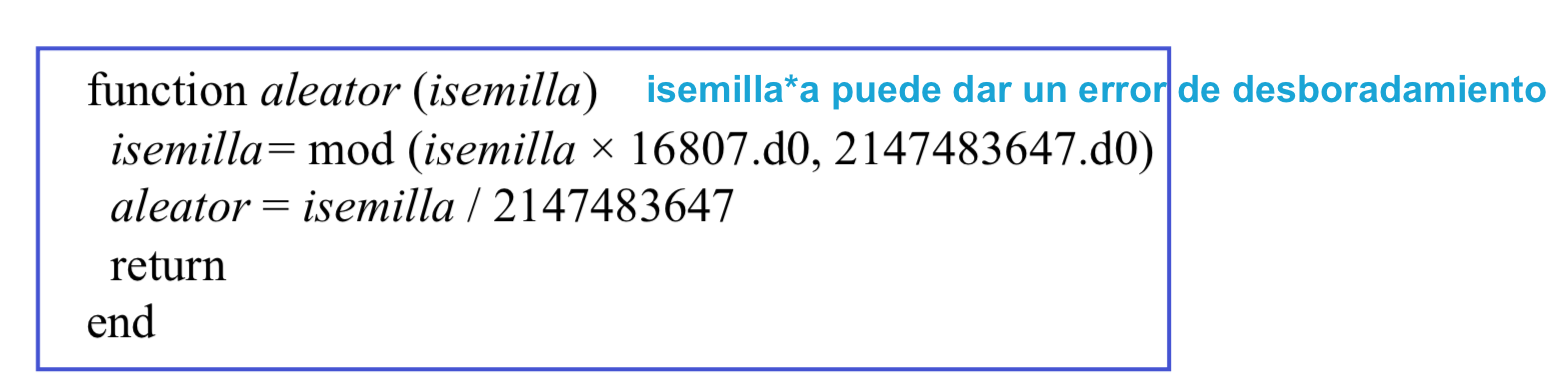 function aleator (isemilla) isemilla*a puede dar un error de desboradamiento
isemilla= mod (isemilla × 16807.d0, 2147483647.d0)
aleator = isemilla / 2147483647
return
end